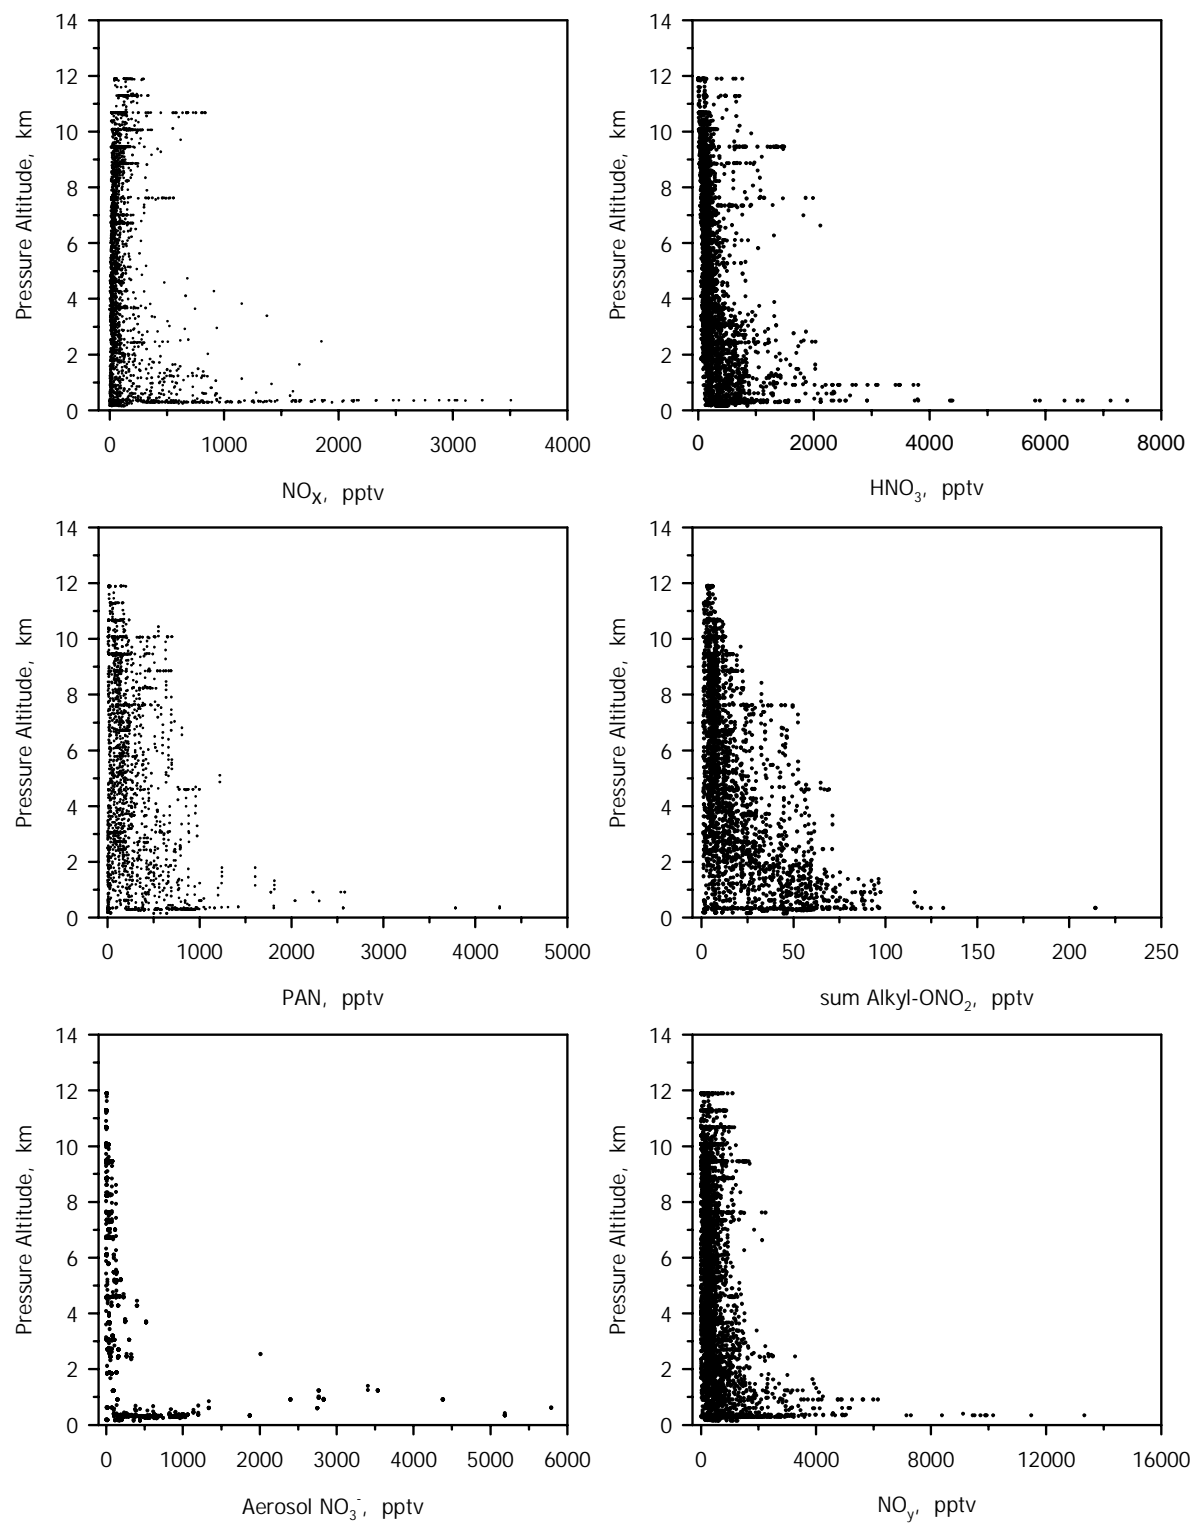 14
12
10
8
6
4
2
0
Pressure Altitude, km
0 1000 2000 3000 4000
NOX, pptv
14
12
10
8
6
4
2
0
Pressure Altitude, km
0 2000 4000 6000 8000
HNO3, pptv
14
12
10
8
6
4
2
0
Pressure Altitude, km
0 1000 2000 3000 4000 5000
PAN, pptv
14
12
10
8
6
4
2
0
Pressure Altitude, km
0 50 100 150 200 250
sum Alkyl-ONO2, pptv
14
12
10
8
6
4
2
0
Pressure Altitude, km
0 1000 2000 3000 4000 5000 6000
Aerosol NO3-, pptv
14
12
10
8
6
4
2
0
Pressure Altitude, km
0 4000 8000 12000 16000
NOy, pptv